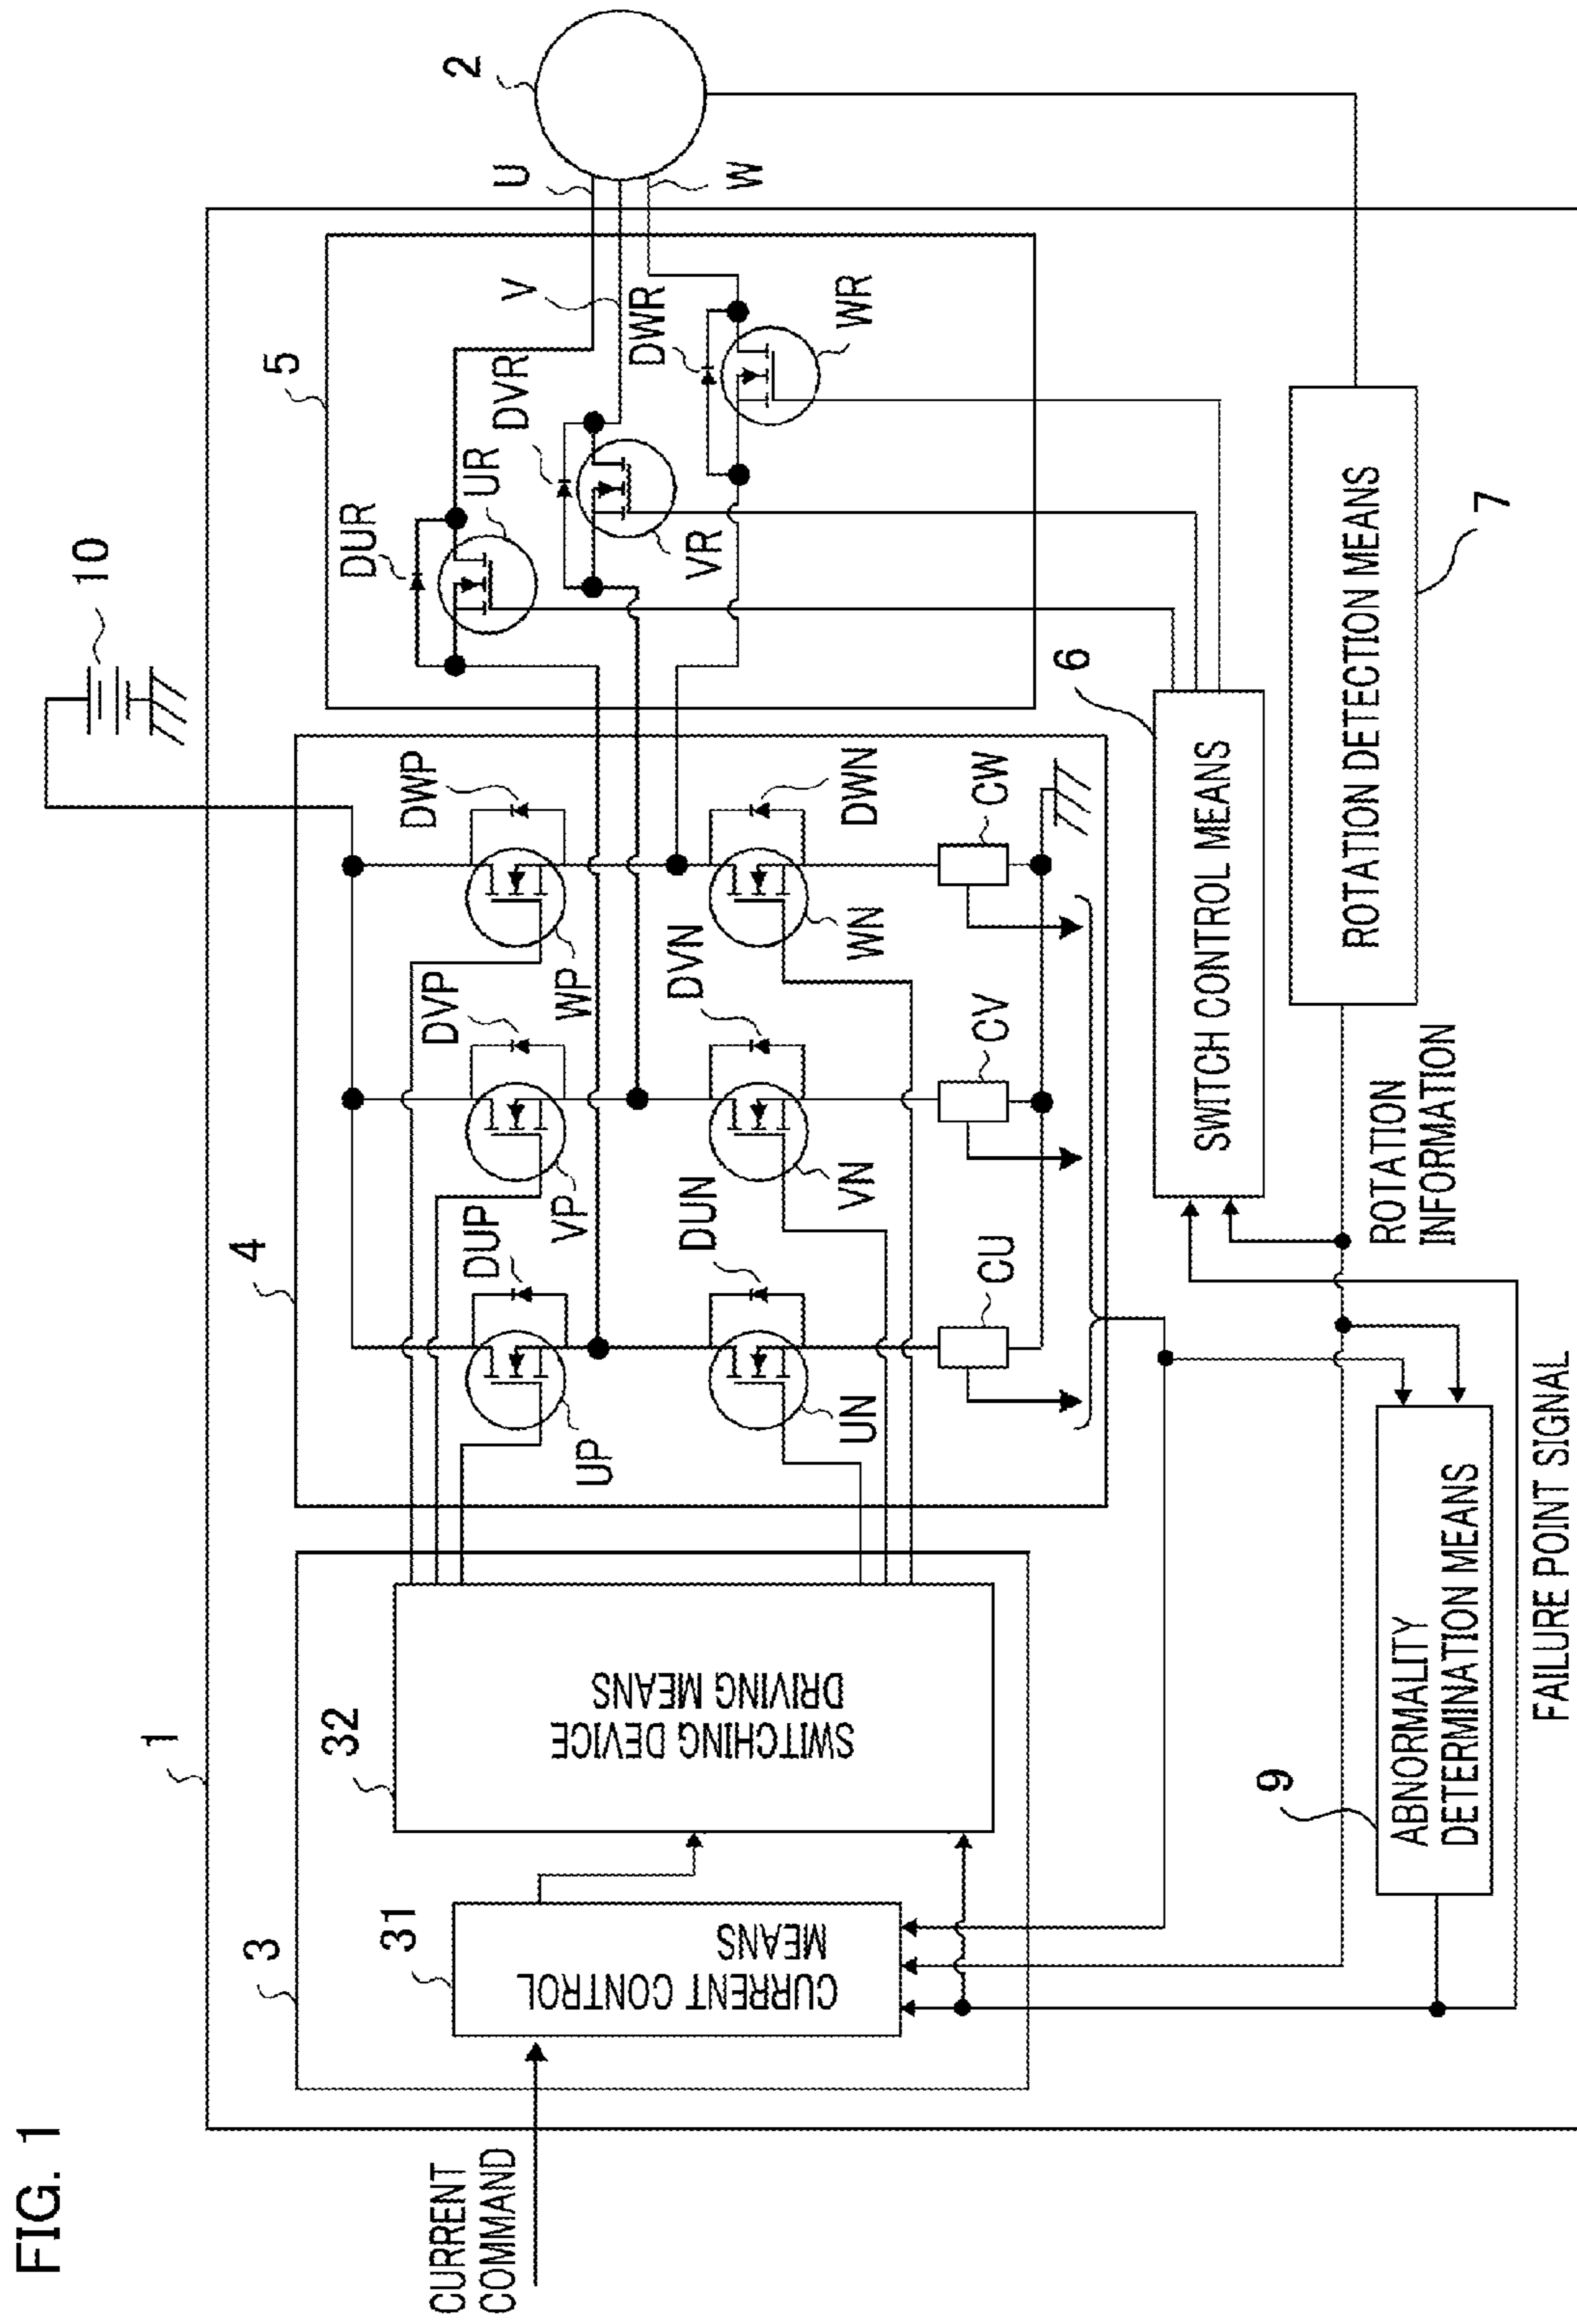 FIG. 1
1
10
2
3
4
5
CURRENT
COMMAND
31
CURRENT CONTROL
MEANS
32
SWITCHING DEVICE
DRIVING MEANS
DUP
UP
DVP
VP
DWP
WP
DUN
UN
DVN
VN
DWN
WN
CU
CV
CW
DUR
UR
DVR
VR
DWR
WR
U
V
W
6
SWITCH CONTROL MEANS
7
ROTATION DETECTION MEANS
ROTATION
INFORMATION
9
ABNORMALITY
DETERMINATION MEANS
FAILURE POINT SIGNAL